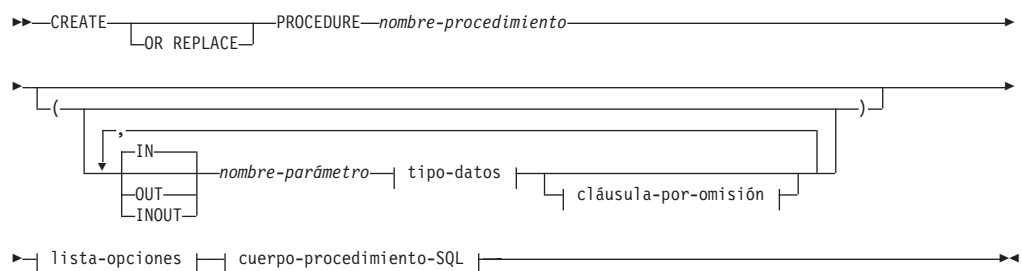 CREATE OR REPLACE PROCEDURE nombre-procedimiento
( )
,
IN nombre-parámetro tipo-datos
OUT cláusula-por-omisión
INOUT
lista-opciones cuerpo-procedimiento-SQL